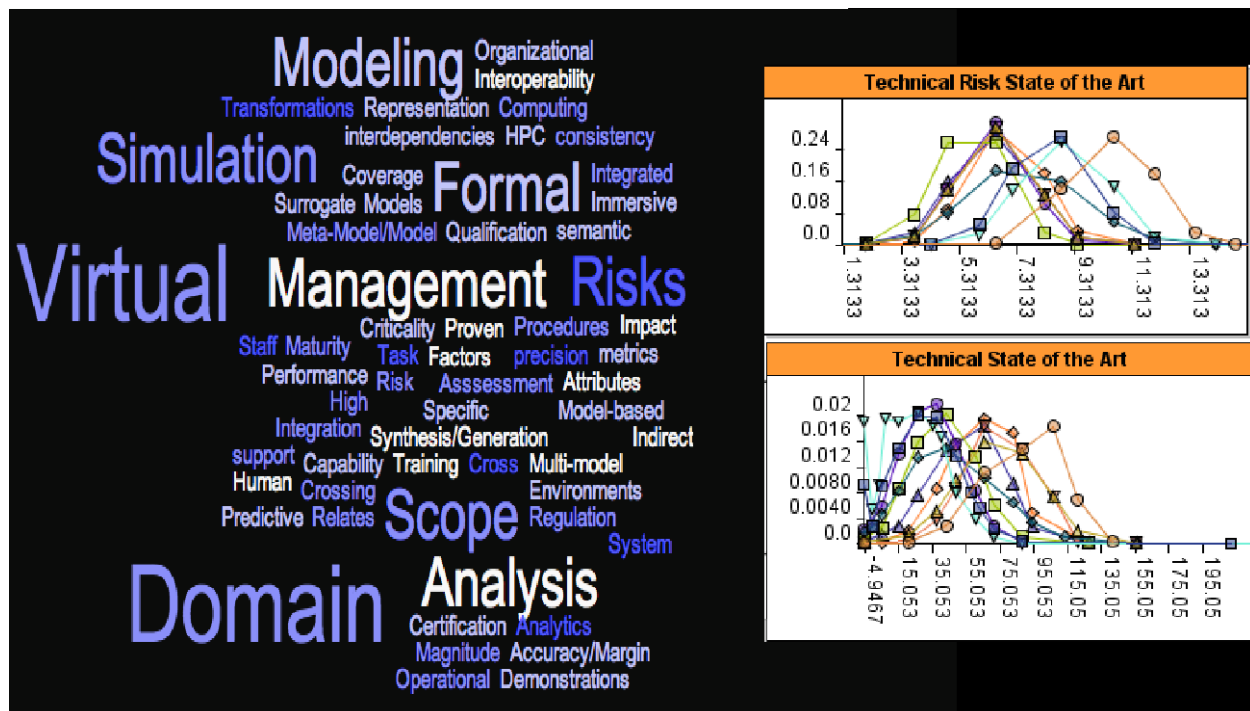 Modeling Organizational
Interoperability
Transformations Representation Computing
interdependencies HPC consistency
Simulation
Coverage Formal Integrated
Surrogate Models Immersive
Meta-Model/Model Qualification semantic
Virtual Management Risks
Criticality Proven Procedures Impact
Staff Maturity Task Factors precision metrics
Performance Risk Asssessment Attributes
High Specific Model-based
Integration Synthesis/Generation Indirect
support Capability Training Cross Multi-model
Human Crossing Environments
Predictive Relates Scope Regulation
System
Domain Analysis
Certification Analytics
Magnitude Accuracy/Margin
Operational Demonstrations
Technical Risk State of the Art
0.24
0.16
0.08
0.0
1.3133 3.3133 5.3133 7.3133 9.3133 11.3133 13.313
Technical State of the Art
0.02
0.016
0.012
0.0080
0.0040
0.0
4.9467 15.053 35.053 55.053 75.053 95.053 115.05 135.05 155.05 175.05 195.05